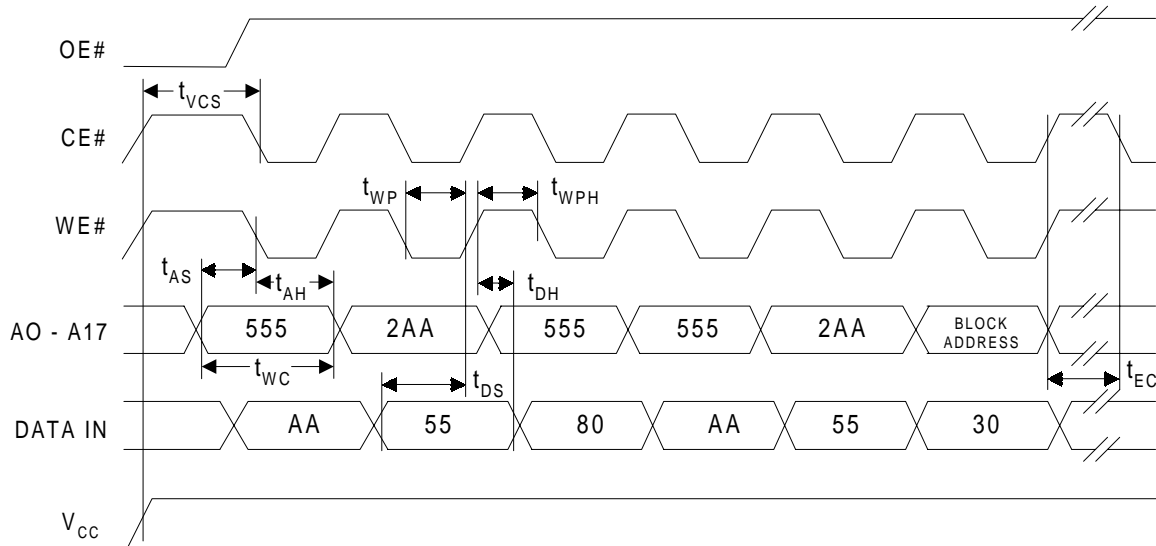 OE#
tVCS
CE#
tWP
tWPH
WE#
tAS
tAH
tDH
AO - A17
555
2AA
555
555
2AA
BLOCK
ADDRESS
tWC
tDS
tEC
DATA IN
AA
55
80
AA
55
30
VCC